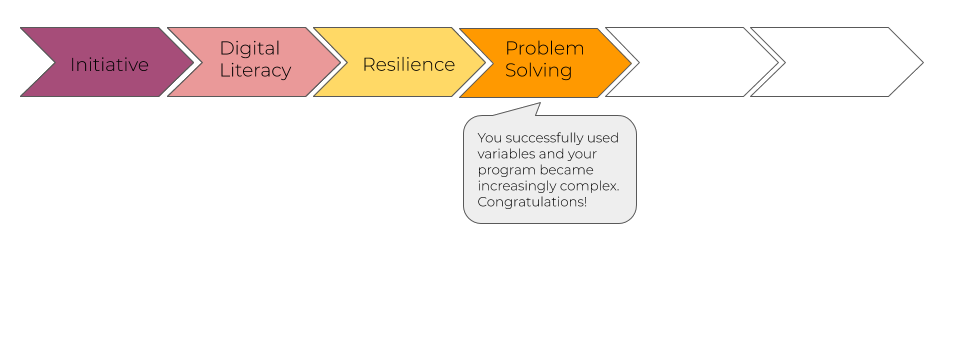 Initiative
Digital
Literacy
Resilience
Problem
Solving
You successfully used
variables and your
program became
increasingly complex.
Congratulations!